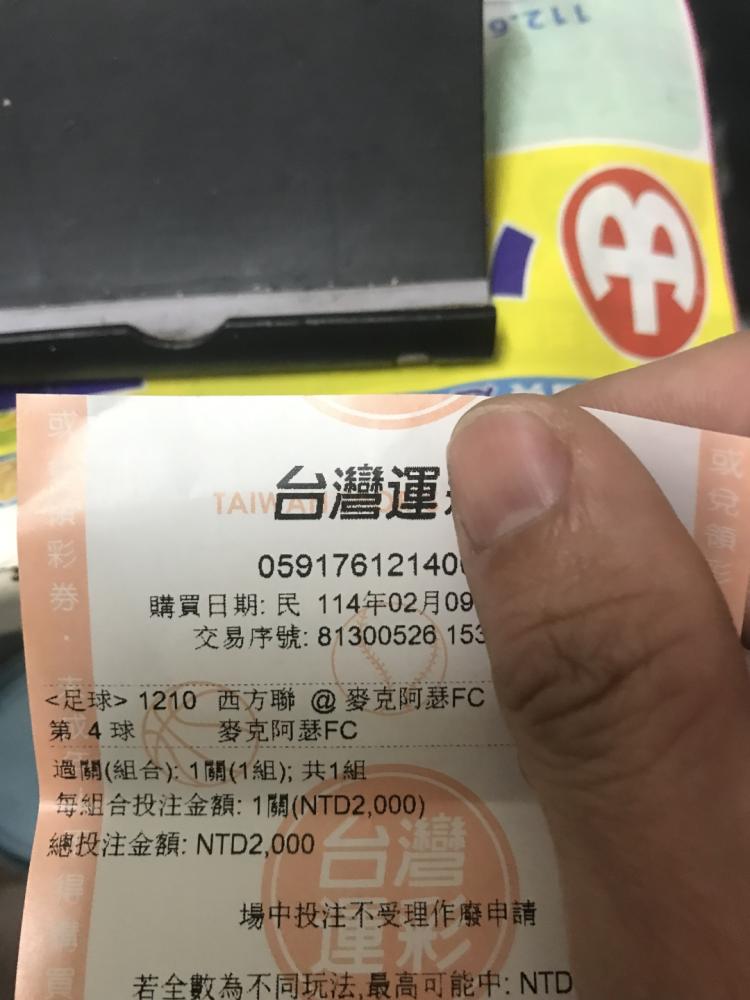 112.6
台灣運
059176121400
購買日期: 民 114年02月09
交易序號: 81300526 153
<足球> 1210 西方聯 @ 麥克阿瑟FC
第 4 球 麥克阿瑟FC
過關(組合): 1關(1組); 共1組
每組合投注金額: 1關(NTD2,000)
總投注金額: NTD2,000
場中投注不受理作廢申請
若全數為不同玩法,最高可能中: NTD
台灣
運彩
或兌領彩